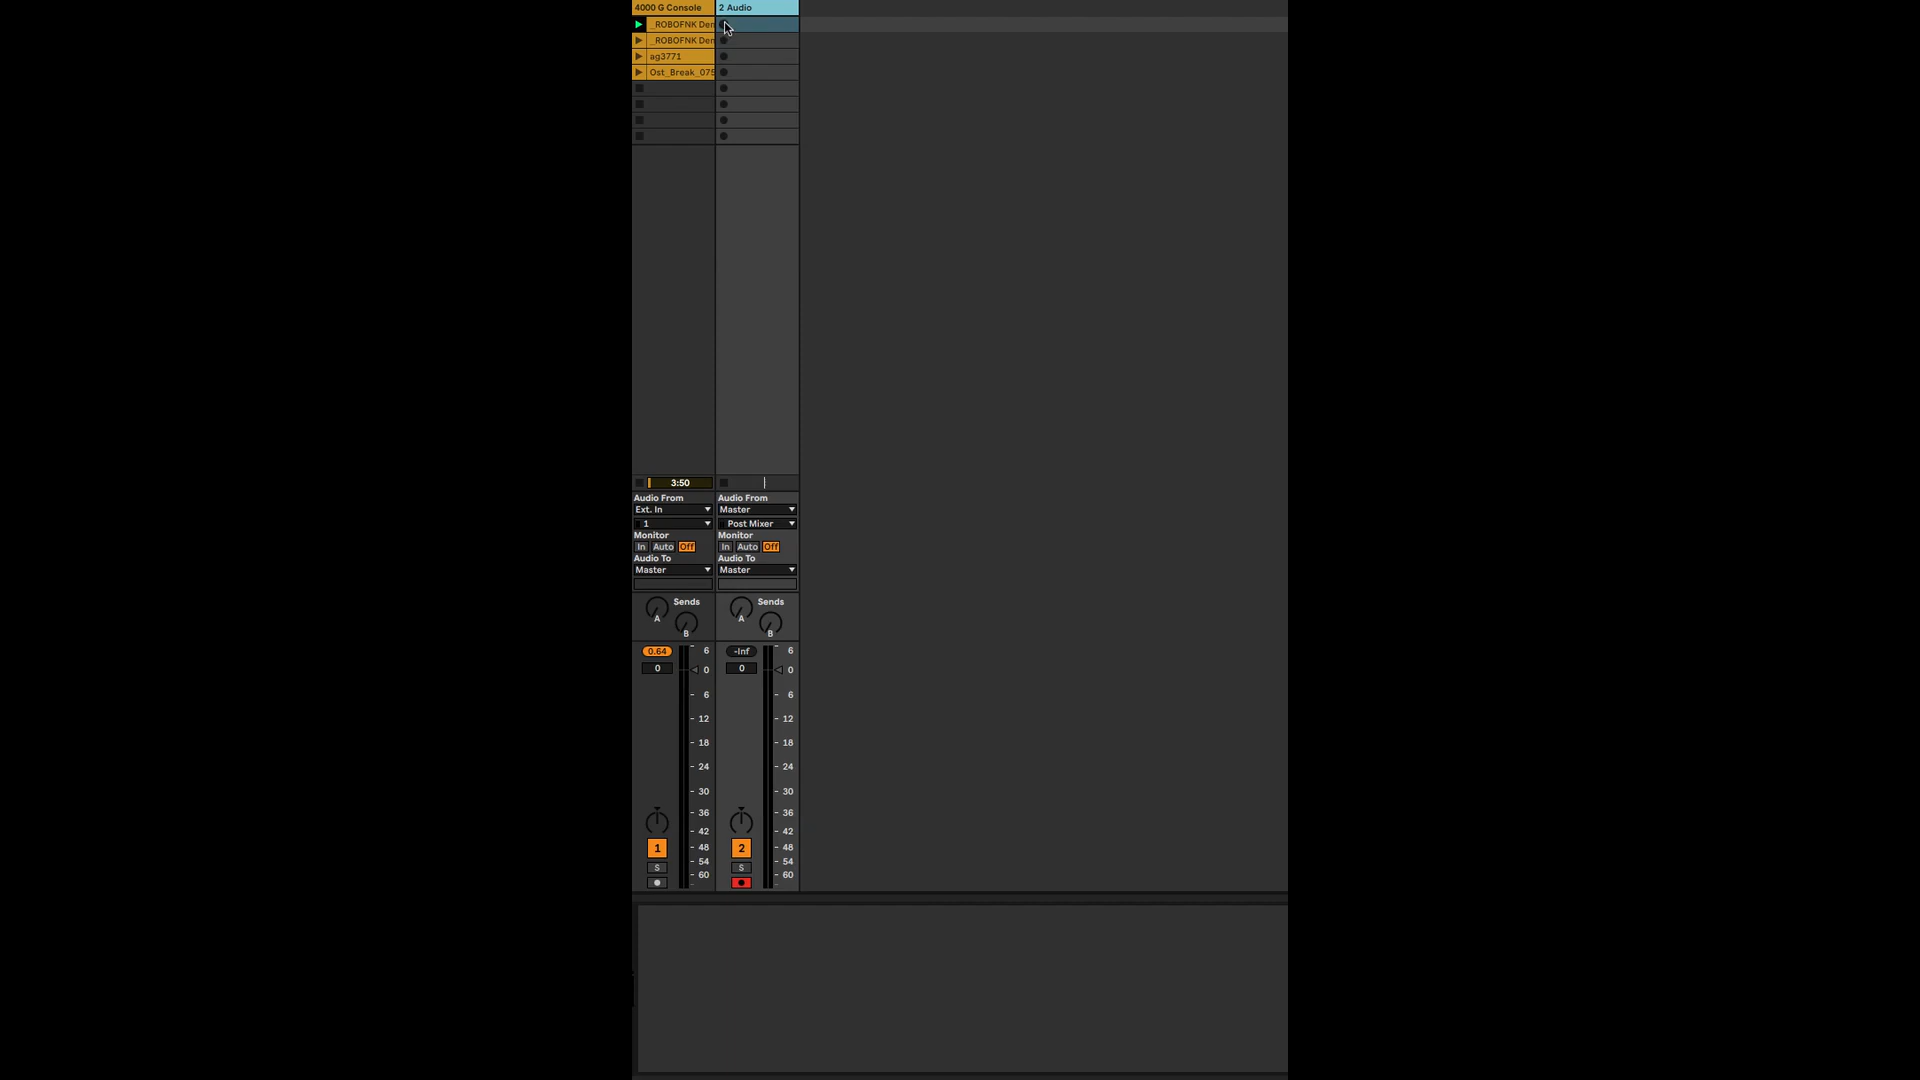 4000 G Console 2 Audio
_ROBOFNK Den
_ROBOFNK Den
ag3771
Ost_Break_075
3:50
Audio From Audio From
Ext. In Master
1 Post Mixer
Monitor Monitor
In Auto Off In Auto Off
Audio To Audio To
Master Master
Sends Sends
A A
B B
0.64 6 -Inf 6
0 0 0 0
6 6
12 12
18 18
24 24
30 30
36 36
42 42
1 48 2 48
54 54
S 60 S 60